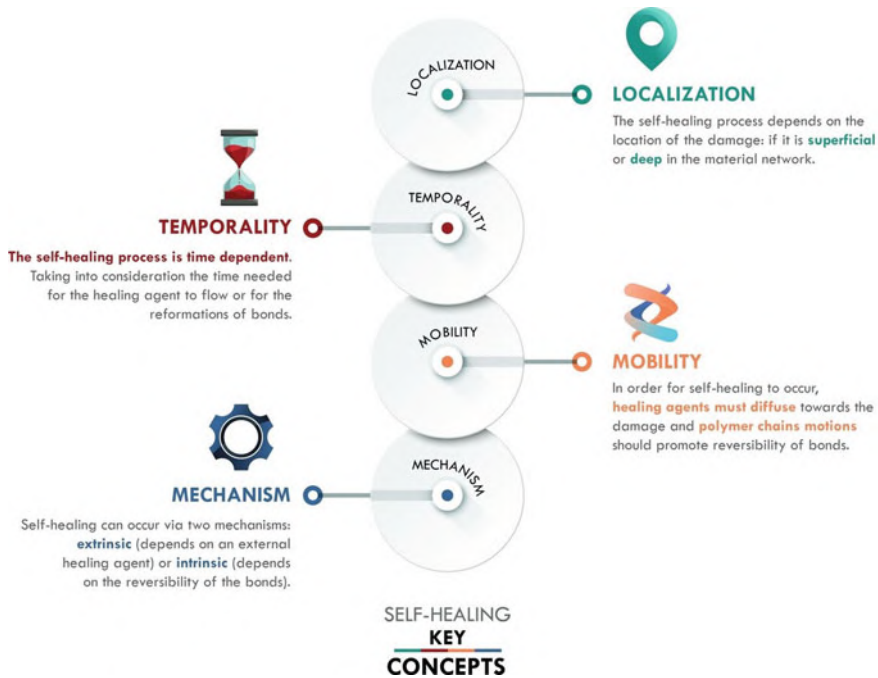 LOCALIZATION
LOCALIZATION
The self-healing process depends on the
location of the damage: if it is superficial
or deep in the material network.
TEMPORALITY
TEMPORALITY
The self-healing process is time dependent.
Taking into consideration the time needed
for the healing agent to flow or for the
reformations of bonds.
MOBILITY
MOBILITY
In order for self-healing to occur,
healing agents must diffuse towards the
damage and polymer chains motions
should promote reversibility of bonds.
MECHANISM
MECHANISM
Self-healing can occur via two mechanisms:
extrinsic (depends on an external
healing agent) or intrinsic (depends
on the reversibility of the bonds).
SELF-HEALING
KEY
CONCEPTS